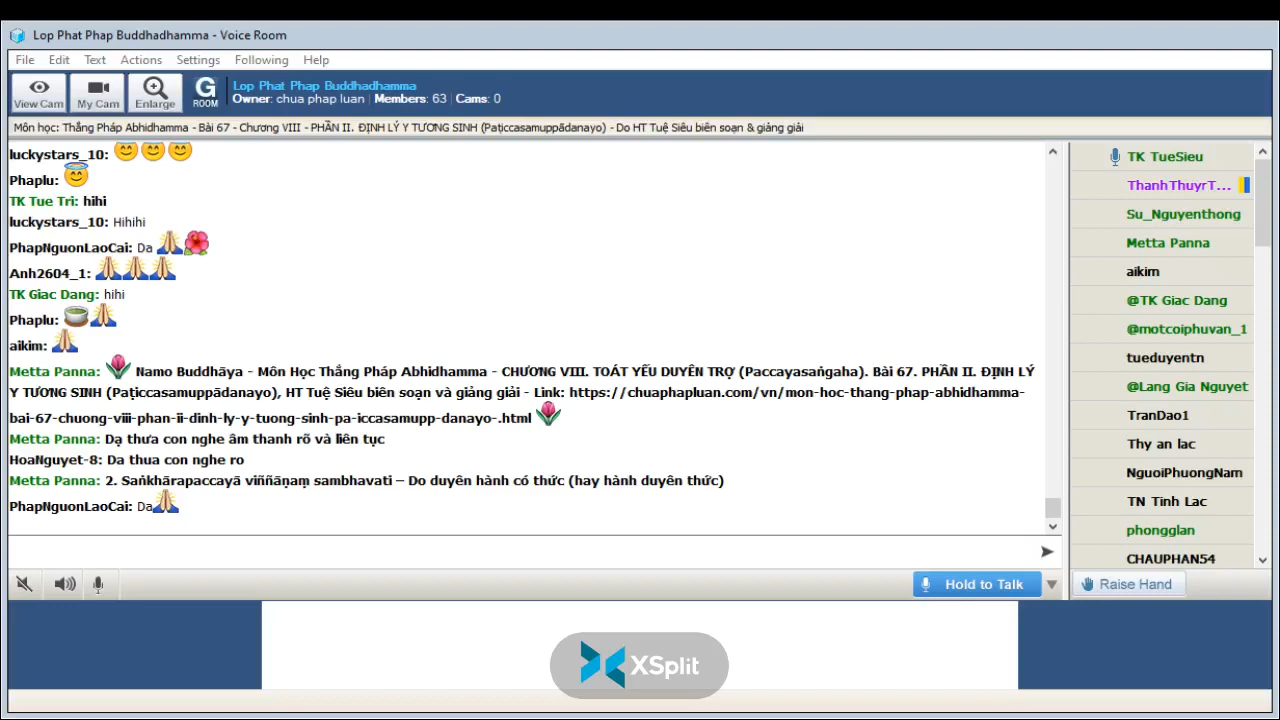 Lop Phat Phap Buddhadhamma - Voice Room
File Edit Text Actions Settings Following Help
View Cam My Cam Enlarge G ROOM
Lop Phat Phap Buddhadhamma
Owner: chua phap luan | Members: 63 | Cams: 0
Môn học: Thắng Pháp Abhidhamma - Bài 67 - Chương VIII - PHẦN II. ĐỊNH LÝ Y TƯƠNG SINH (Paṭiccasamuppādanayo) - Do HT Tuệ Siêu biên soạn & giảng giải
luckystars_10:
Phaplu:
TK Tue Tri: hihi
luckystars_10: Hihihi
PhapNguonLaoCai: Da
Anh2604_1:
TK Giac Dang: hihi
Phaplu:
aikim:
Metta Panna: Namo Buddhāya - Môn Học Thắng Pháp Abhidhamma - CHƯƠNG VIII. TOÁT YẾU DUYÊN TRỢ (Paccayasaṅgaha). Bài 67. PHẦN II. ĐỊNH LÝ
Y TƯƠNG SINH (Paṭiccasamuppādanayo), HT Tuệ Siêu biên soạn và giảng giải - Link: https://chuaphapluan.com/vn/mon-hoc-thang-phap-abhidhamma-
bai-67-chuong-viii-phan-ii-dinh-ly-y-tuong-sinh-pa-iccasamupp-danayo-.html
Metta Panna: Dạ thưa con nghe âm thanh rõ và liên tục
HoaNguyet-8: Da thua con nghe ro
Metta Panna: 2. Saṅkhārapaccayā viññāṇaṃ sambhavati – Do duyên hành có thức (hay hành duyên thức)
PhapNguonLaoCai: Da
TK TueSieu
ThanhThuyrT...
Su_Nguyenthong
Metta Panna
aikim
@TK Giac Dang
@motcoiphuvan_1
tueduyentn
@Lang Gia Nguyet
TranDao1
Thy an lac
NguoiPhuongNam
TN Tinh Lac
phongglan
CHAUPHAN54
Hold to Talk
Raise Hand
XSplit